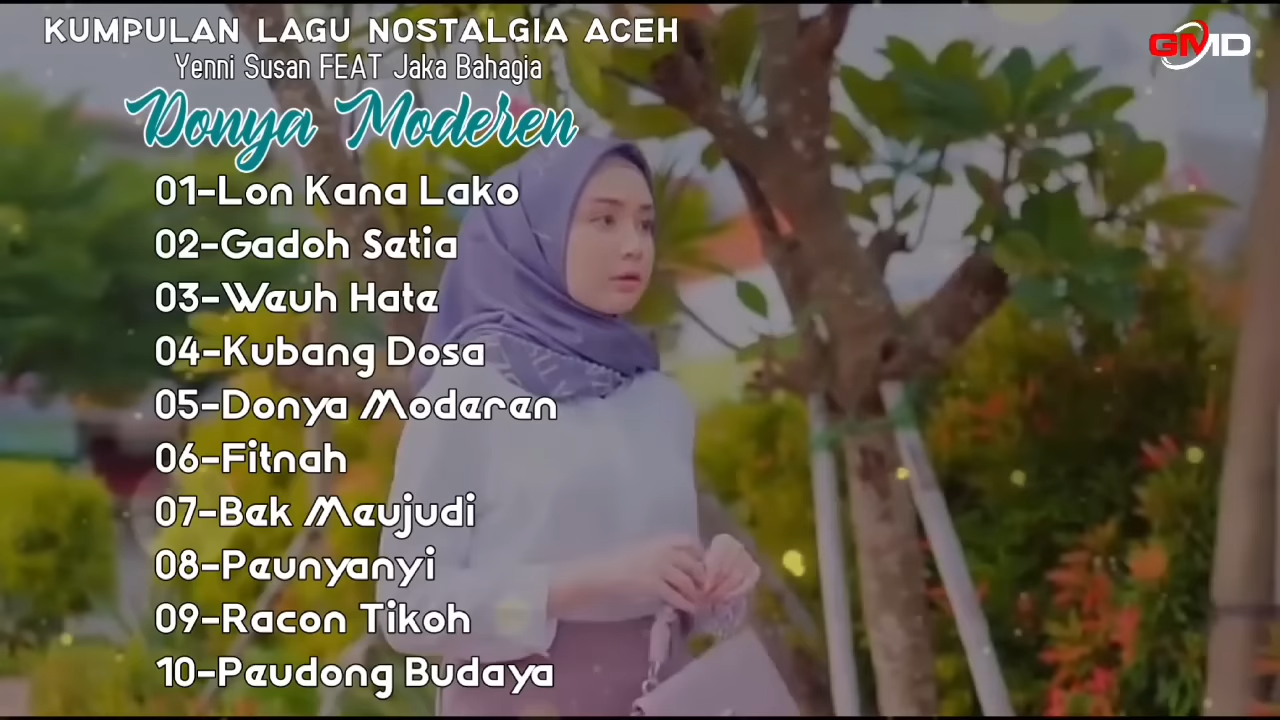 KUMPULAN LAGU NOSTALGIA ACEH
Yenni Susan FEAT Jaka Bahagia
Donya Moderen
01-Lon Kana Lako
02-Gadoh Setia
03-Weuh Hate
04-Kubang Dosa
05-Donya Moderen
06-Fitnah
07-Bek Meujudi
08-Peunyanyi
09-Racon Tikoh
10-Peudong Budaya
GMD